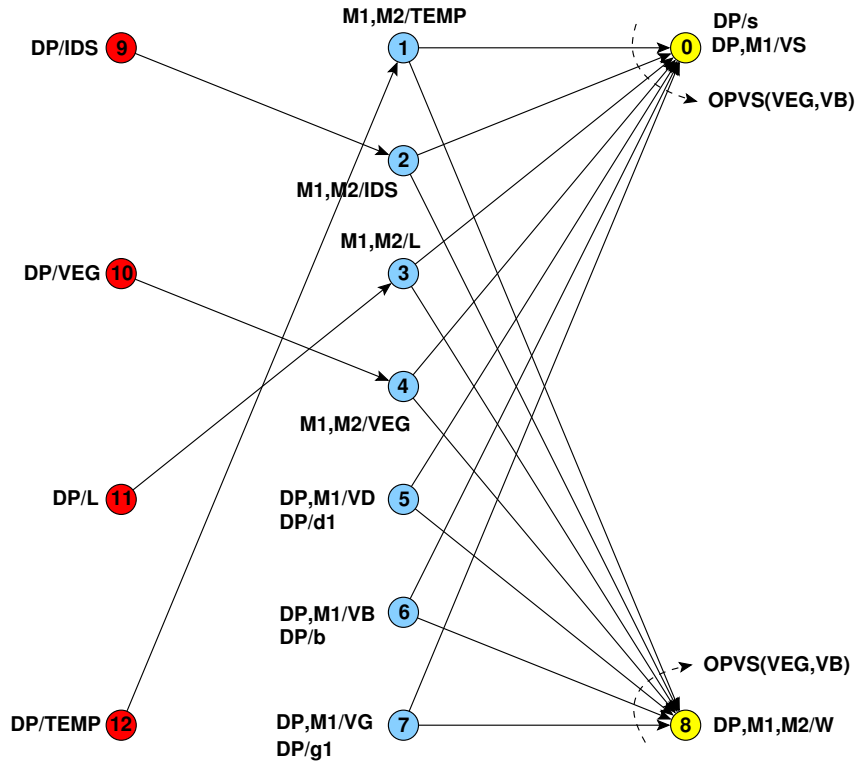 M1,M2/TEMP
DP/s
DP/IDS 9 1 0 DP,M1/VS
OPVS(VEG,VB)
2
M1,M2/IDS
M1,M2/L
DP/VEG 10 3
4
M1,M2/VEG
DP/L 11 DP,M1/VD 5
DP/d1
DP,M1/VB 6
DP/b
OPVS(VEG,VB)
DP/TEMP 12 DP,M1/VG 7 8 DP,M1,M2/W
DP/g1